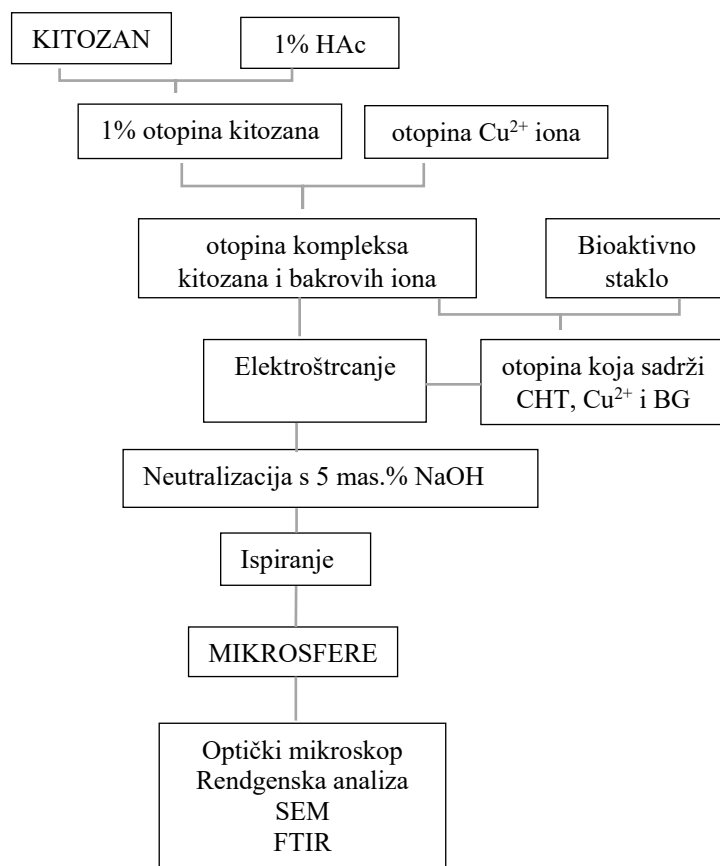 KITOZAN
1% HAc
1% otopina kitozana
otopina Cu²⁺ iona
otopina kompleksa
kitozana i bakrovih iona
Bioaktivno
staklo
Elektroštrcanje
otopina koja sadrži
CHT, Cu²⁺ i BG
Neutralizacija s 5 mas.% NaOH
Ispiranje
MIKROSFERE
Optički mikroskop
Rendgenska analiza
SEM
FTIR